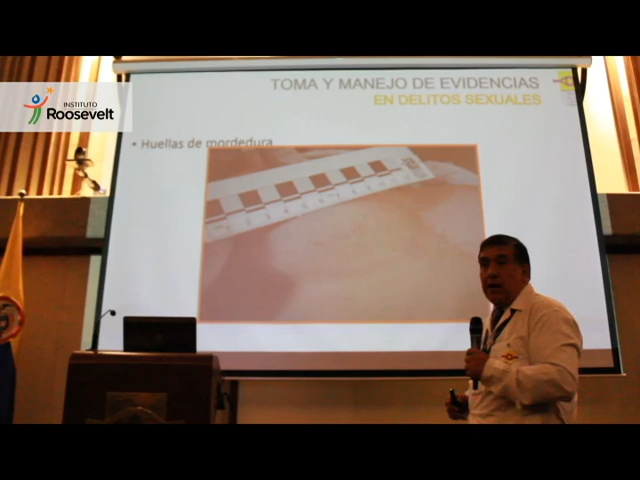 INSTITUTO
Roosevelt
TOMA Y MANEJO DE EVIDENCIAS
EN DELITOS SEXUALES
• Huellas de mordedura